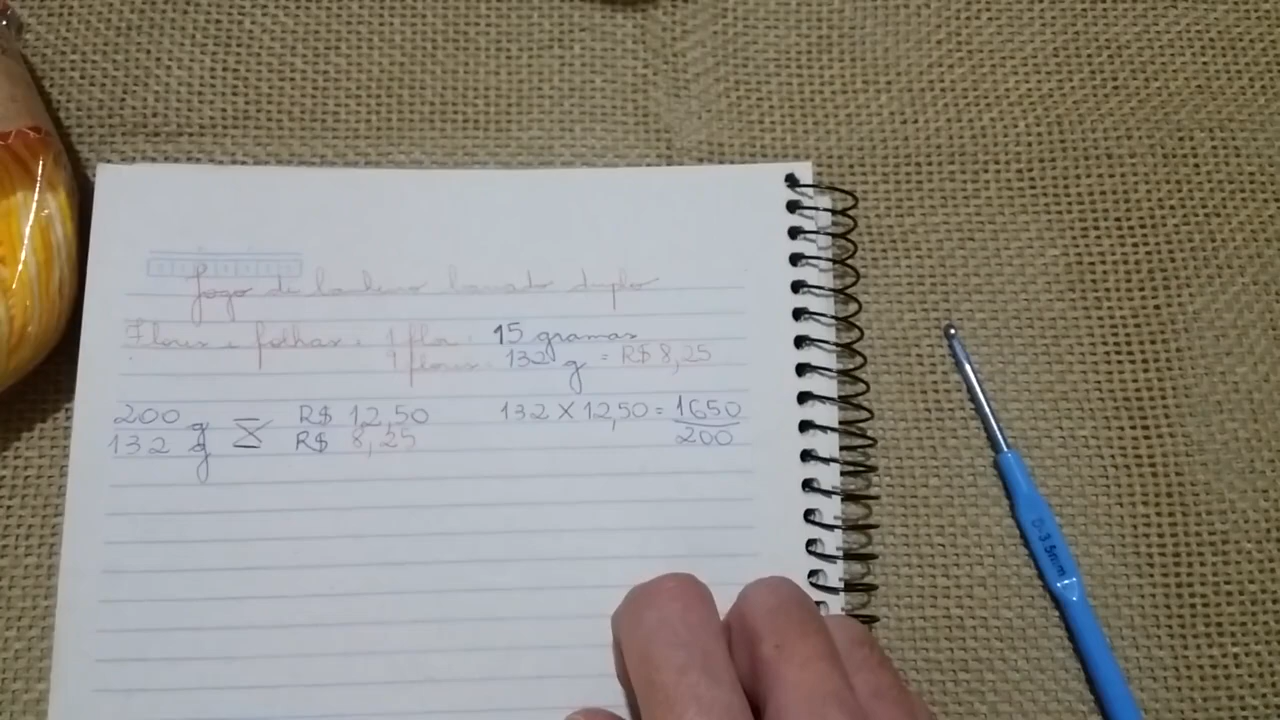 Jogo de banheiro barrado duplo
Flores e folhas: 1 flor: 15 gramas
9 flores: 132 g = R$ 8,25
200 g R$ 12,50 132 X 12,50 = 1650
132 g R$ 8,25 200
D-3.5mm